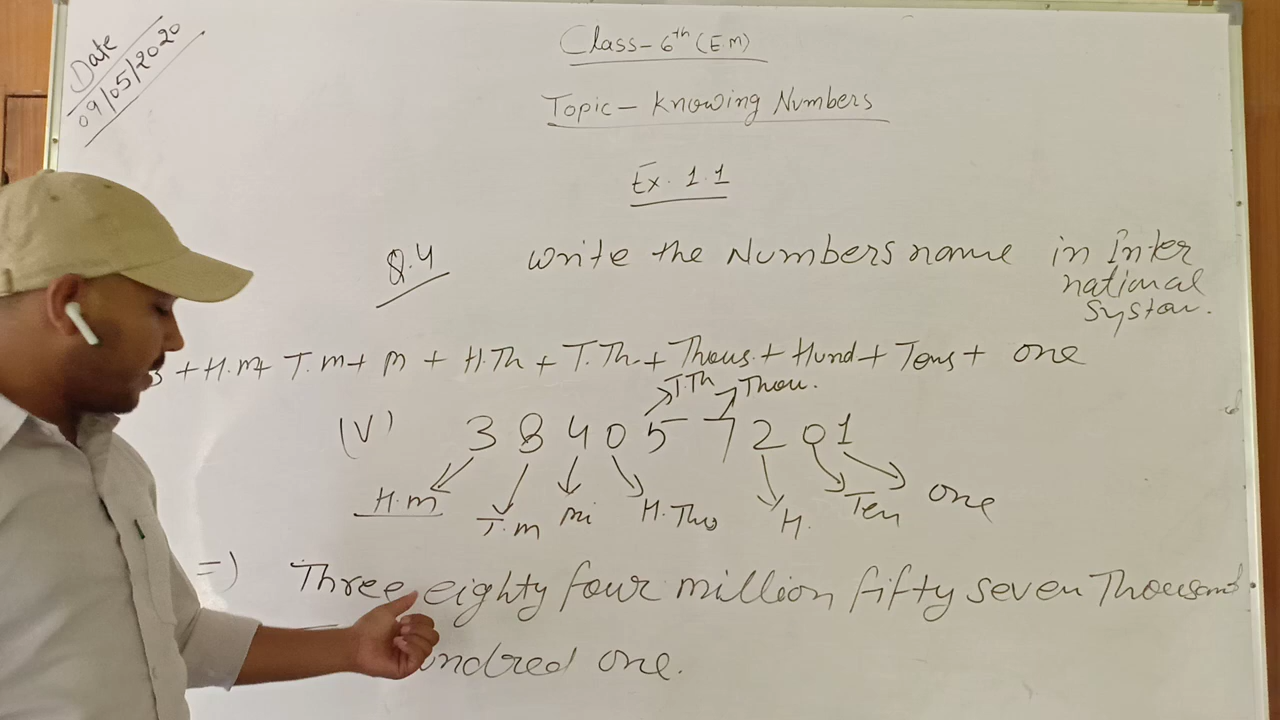 Date
09/05/2020
Class-6th (E.M)
Topic - Knowing Numbers
Ex. 1.1
Q.4 Write the Numbers name in Inter
national
System.
+ H.m + T.m + m + H.Th + T.Th. + Thous. + Hund + Tens + one
T.Th Thou.
(V) 3 8 4 0 5 7 2 0 1
H.m T.m mi H.Tho H. Ten one
=) Three eighty four million fifty seven Thousand
one.